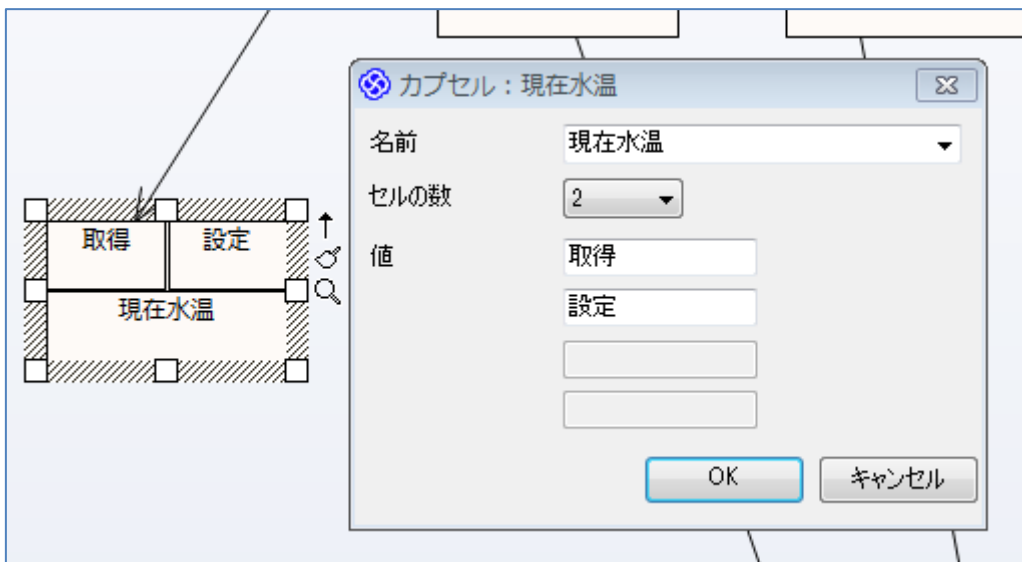 取得 設定
現在水温
カプセル:現在水温
名前 現在水温
セルの数 2
値 取得
設定
OK キャンセル